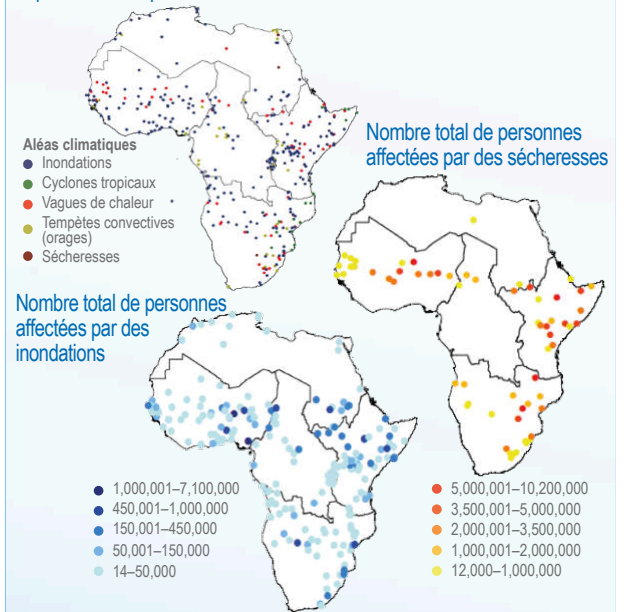 Aléas climatiques
Inondations
Cyclones tropicaux
Vagues de chaleur
Tempètes convectives
(orages)
Sécheresses
Nombre total de personnes
affectées par des sécheresses
Nombre total de personnes
affectées par des
inondations
1,000,001–7,100,000
450,001–1,000,000
150,001–450,000
50,001–150,000
14–50,000
5,000,001–10,200,000
3,500,001–5,000,000
2,000,001–3,500,000
1,000,001–2,000,000
12,000–1,000,000